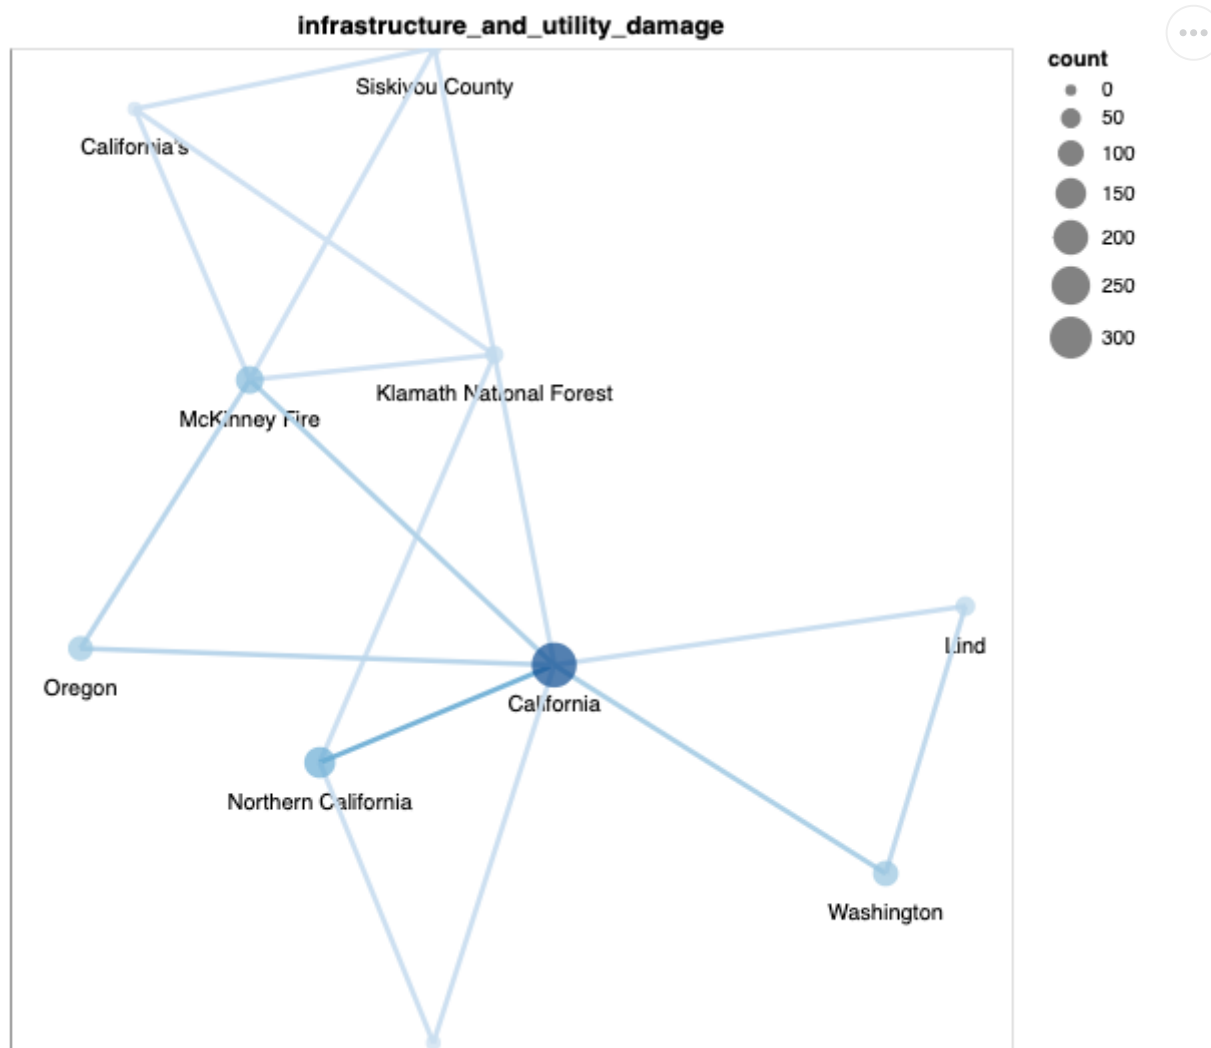 infrastructure_and_utility_damage
count
0
50
100
150
200
250
300
Siskiyou County
California's
Klamath National Forest
McKinney Fire
Lind
Oregon
California
Northern California
Washington